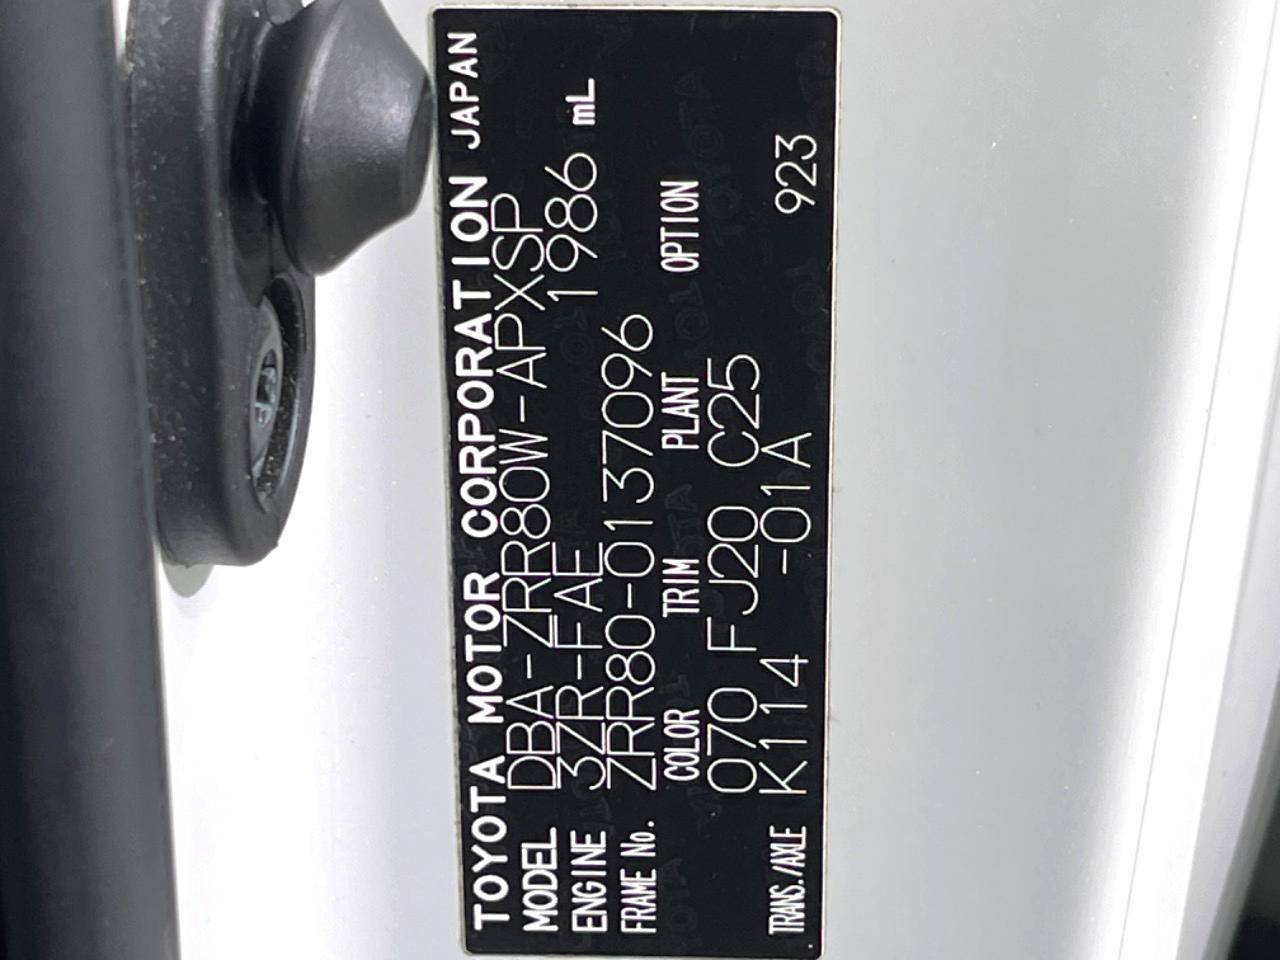 TOYOTA MOTOR CORPORATION JAPAN
MODEL DBA-ZRR80W-APXSP
ENGINE 3ZR-FAE 1986 mL
FRAME No. ZRR80-0137096
COLOR TRIM PLANT OPTION
070 FJ20 C25
TRANS./AXLE K114 -01A 923